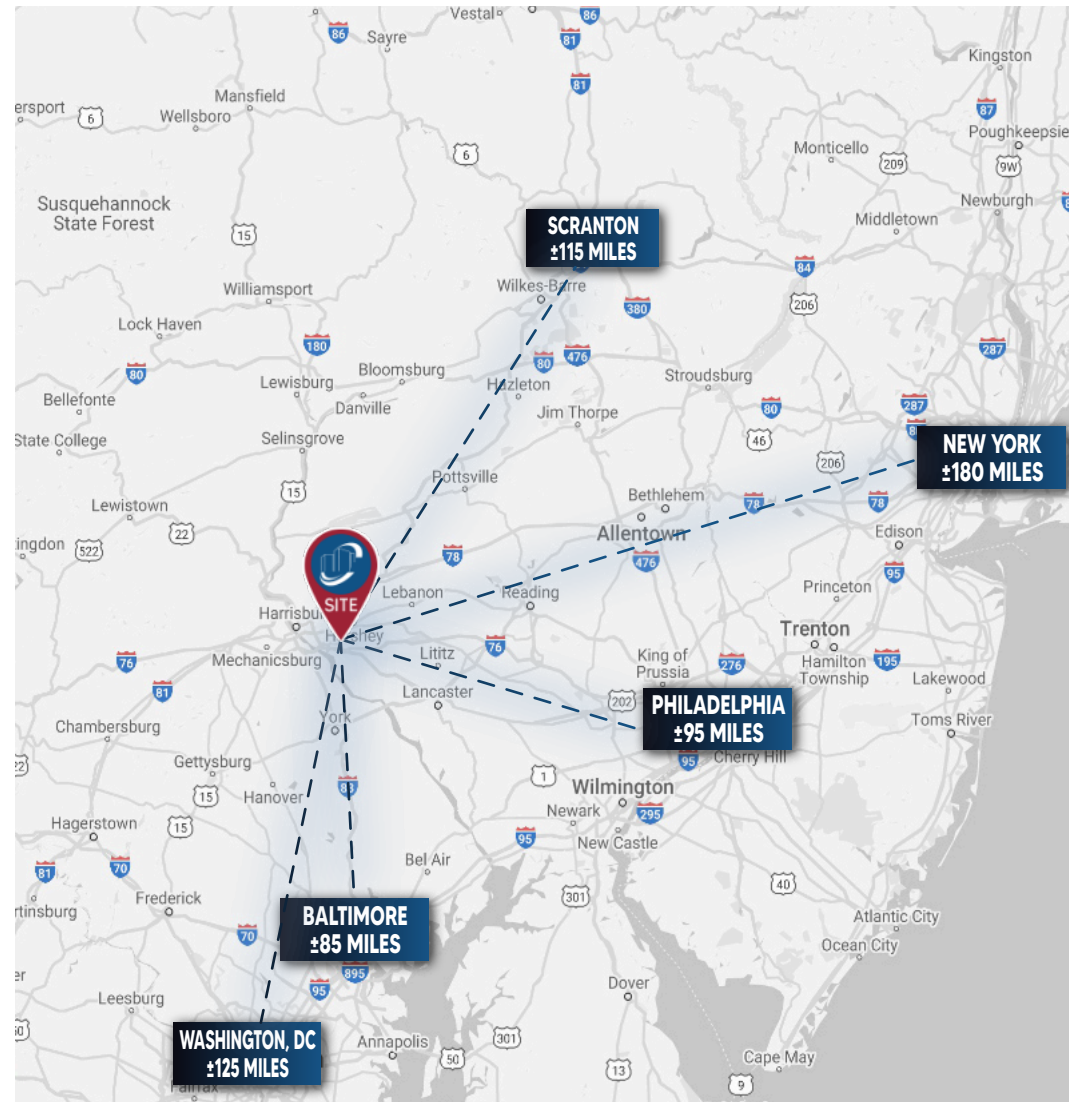 Vestal
86
86
Sayre
81
Kingston
81
Mansfield
ersport
6
Wellsboro
87
Poughkeepsie
6
Monticello
209
9W
Susquehannock
State Forest
Newburgh
SCRANTON
±115 MILES
Middletown
15
84
Williamsport
Wilkes-Barre
380
206
Lock Haven
180
476
287
80
80
Bloomsburg
Stroudsburg
Lewisburg
Hazleton
Bellefonte
Danville
Jim Thorpe
80
287
State College
Selinsgrove
46
NEW YORK
±180 MILES
206
Pottsville
15
Bethlehem
78
78
Lewistown
22
Allentown
Edison
ingdon
522
78
476
95
Lebanon
Reading
Princeton
SITE
Harrisbur
Hershey
Trenton
Mechanicsburg
Lititz
76
King of
Prussia
276
Hamilton
Township
195
76
81
Lancaster
Lakewood
202
PHILADELPHIA
±95 MILES
York
Chambersburg
Toms River
Gettysburg
95
Cherry Hill
22
1
15
Hanover
83
Wilmington
Newark
295
Hagerstown
15
95
New Castle
81
70
Bel Air
301
40
rtinsburg
Frederick
BALTIMORE
±85 MILES
Atlantic City
70
Ocean City
895
er
95
Leesburg
Dover
50
WASHINGTON, DC
±125 MILES
Annapolis
301
50
Cape May
13
9
Fairfax